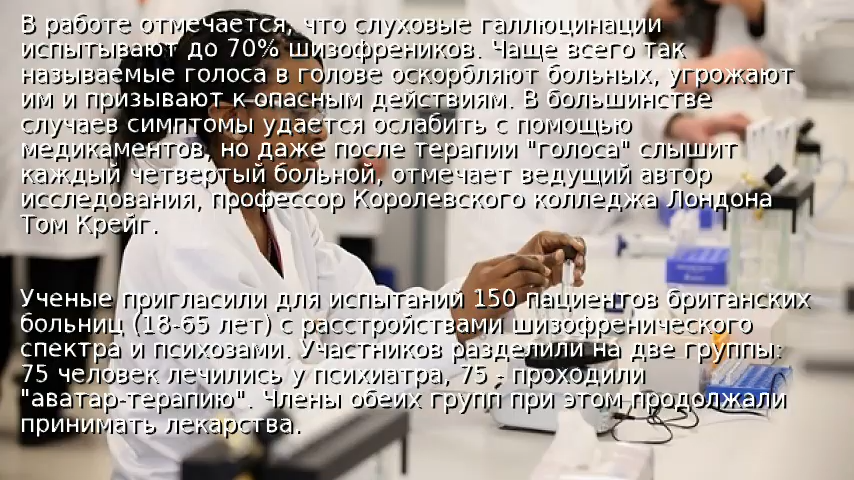 В работе отмечается, что слуховые галлюцинации
испытывают до 70% шизофреников. Чаще всего так
называемые голоса в голове оскорбляют больных, угрожают
им и призывают к опасным действиям. В большинстве
случаев симптомы удается ослабить с помощью
медикаментов, но даже после терапии "голоса" слышит
каждый четвертый больной, отмечает ведущий автор
исследования, профессор Королевского колледжа Лондона
Том Крейг.
Ученые пригласили для испытаний 150 пациентов британских
больниц (18-65 лет) с расстройствами шизофренического
спектра и психозами. Участников разделили на две группы:
75 человек лечились у психиатра, 75 - проходили
"аватар-терапию". Члены обеих групп при этом продолжали
принимать лекарства.